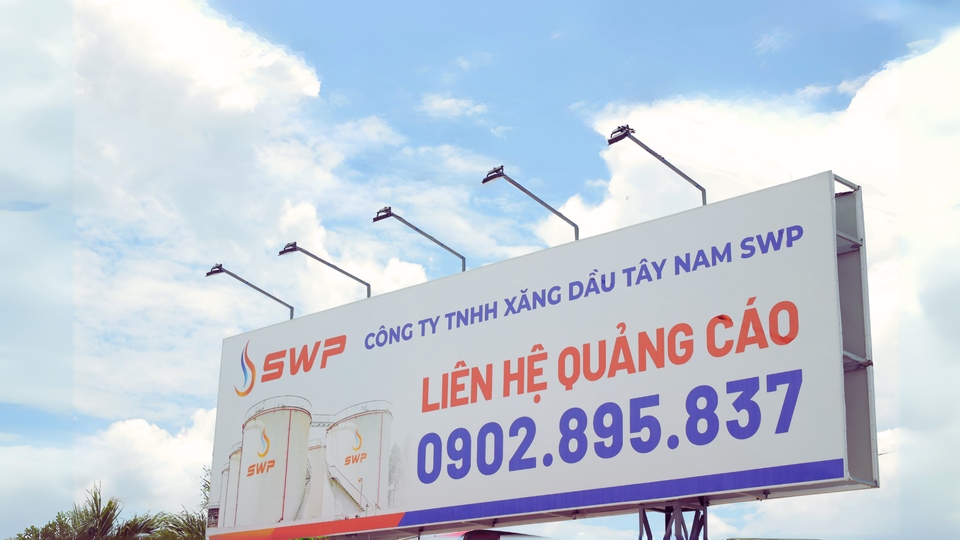 SWP
CÔNG TY TNHH XĂNG DẦU TÂY NAM SWP
LIÊN HỆ QUẢNG CÁO
0902.895.837
SWP
SWP